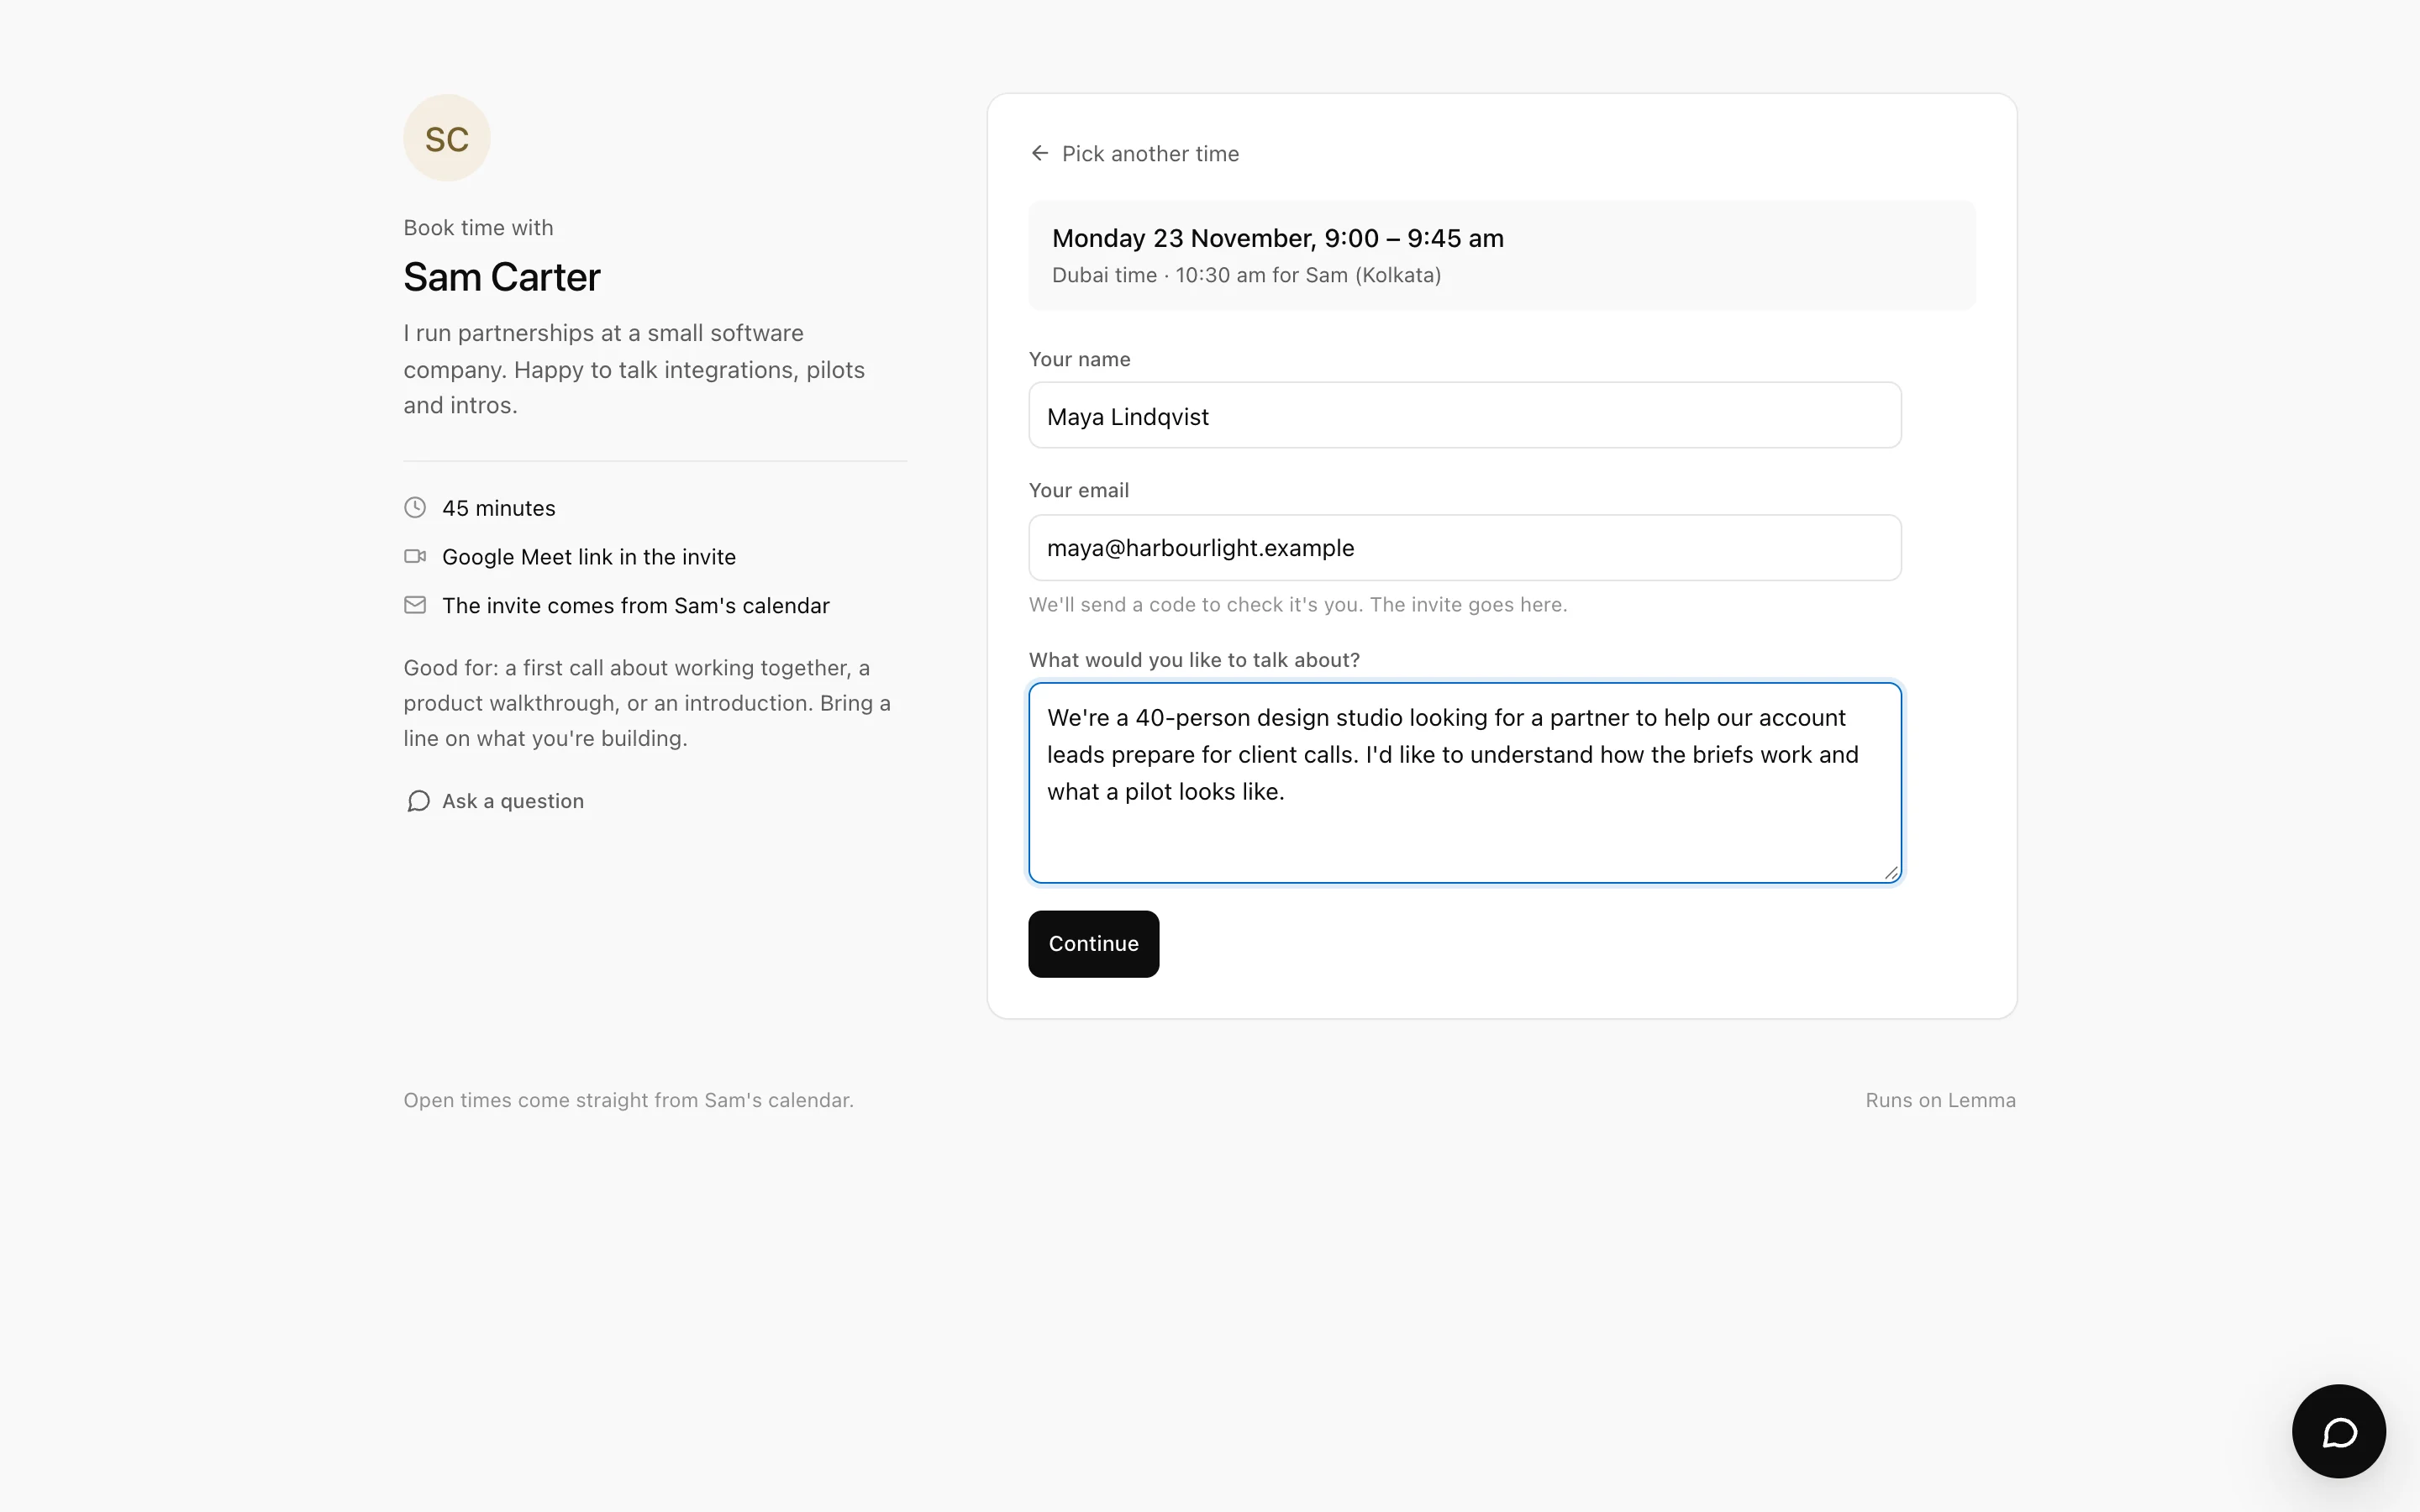 SC
Book time with
Sam Carter
I run partnerships at a small software
company. Happy to talk integrations, pilots
and intros.
45 minutes
Google Meet link in the invite
The invite comes from Sam's calendar
Good for: a first call about working together, a
product walkthrough, or an introduction. Bring a
line on what you're building.
Ask a question
Pick another time
Monday 23 November, 9:00 – 9:45 am
Dubai time · 10:30 am for Sam (Kolkata)
Your name
Maya Lindqvist
Your email
maya@harbourlight.example
We'll send a code to check it's you. The invite goes here.
What would you like to talk about?
We're a 40-person design studio looking for a partner to help our account
leads prepare for client calls. I'd like to understand how the briefs work and
what a pilot looks like.
Continue
Open times come straight from Sam's calendar.
Runs on Lemma